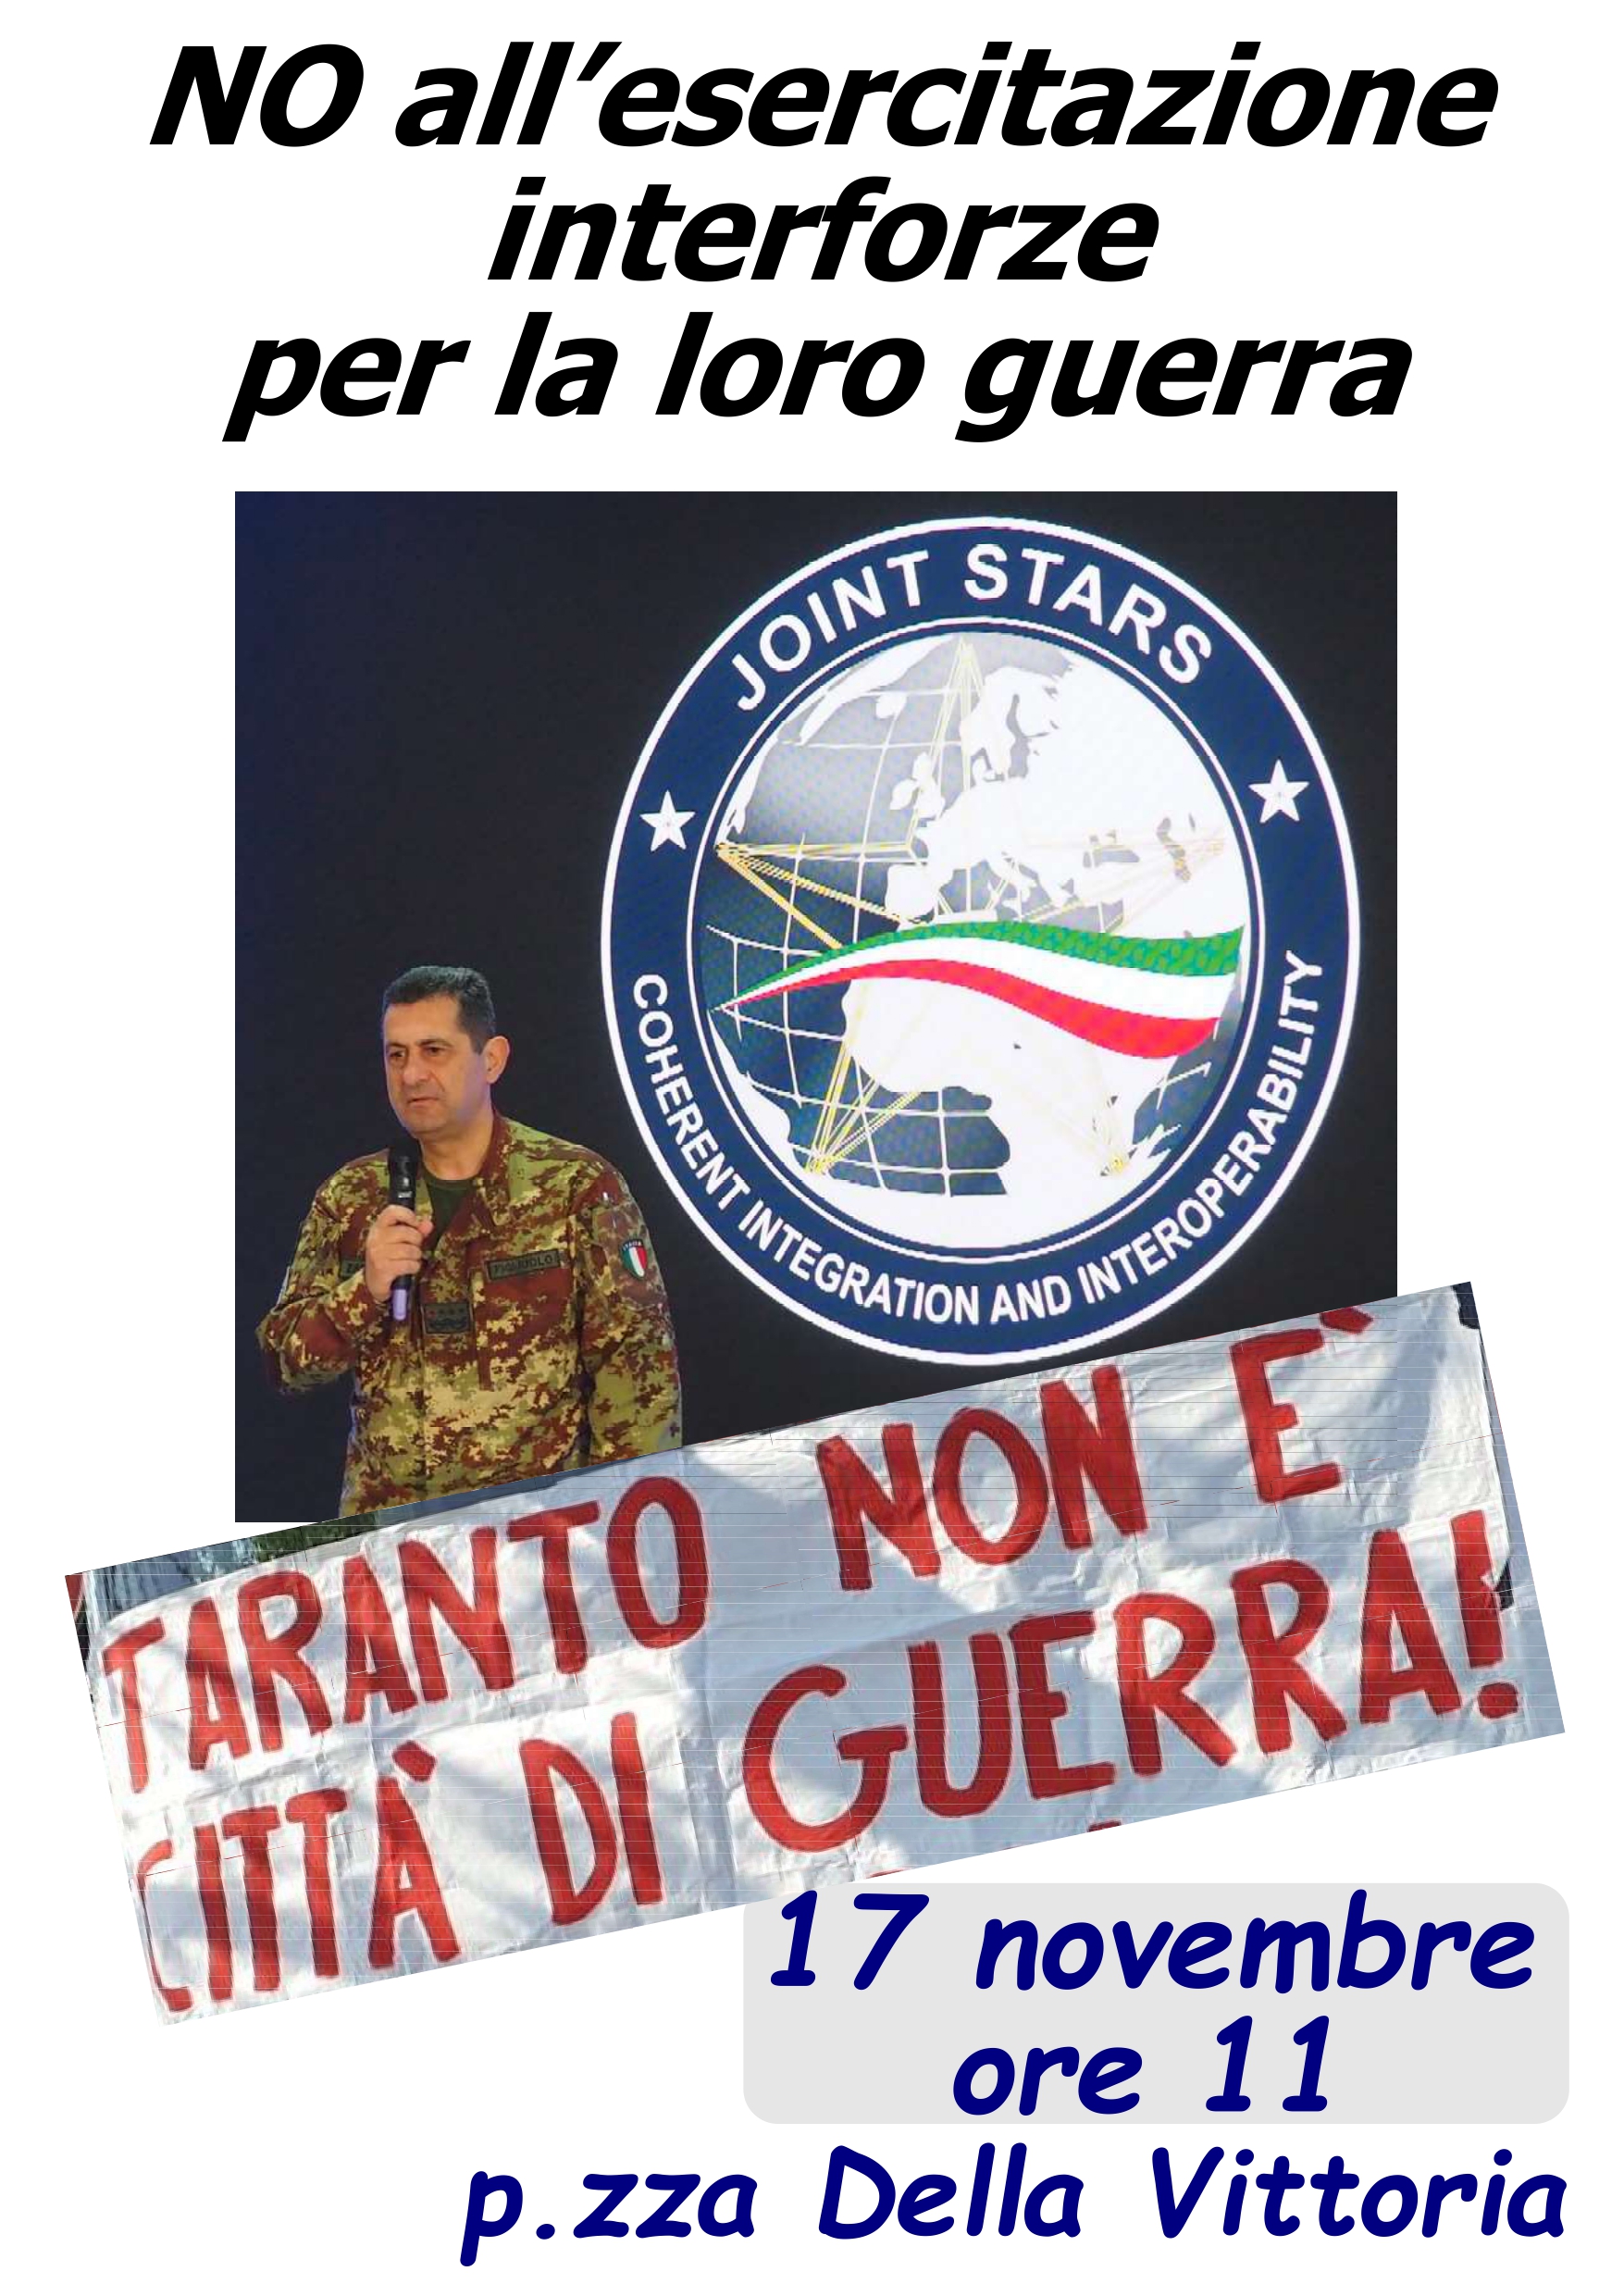 NO all’esercitazione
interforze
per la loro guerra
JOINT STARS
COHERENT INTEGRATION AND INTEROPERABILITY
FIGLIUOLO
TARANTO NON È
CITTÀ DI GUERRA!
17 novembre
ore 11
p.zza Della Vittoria